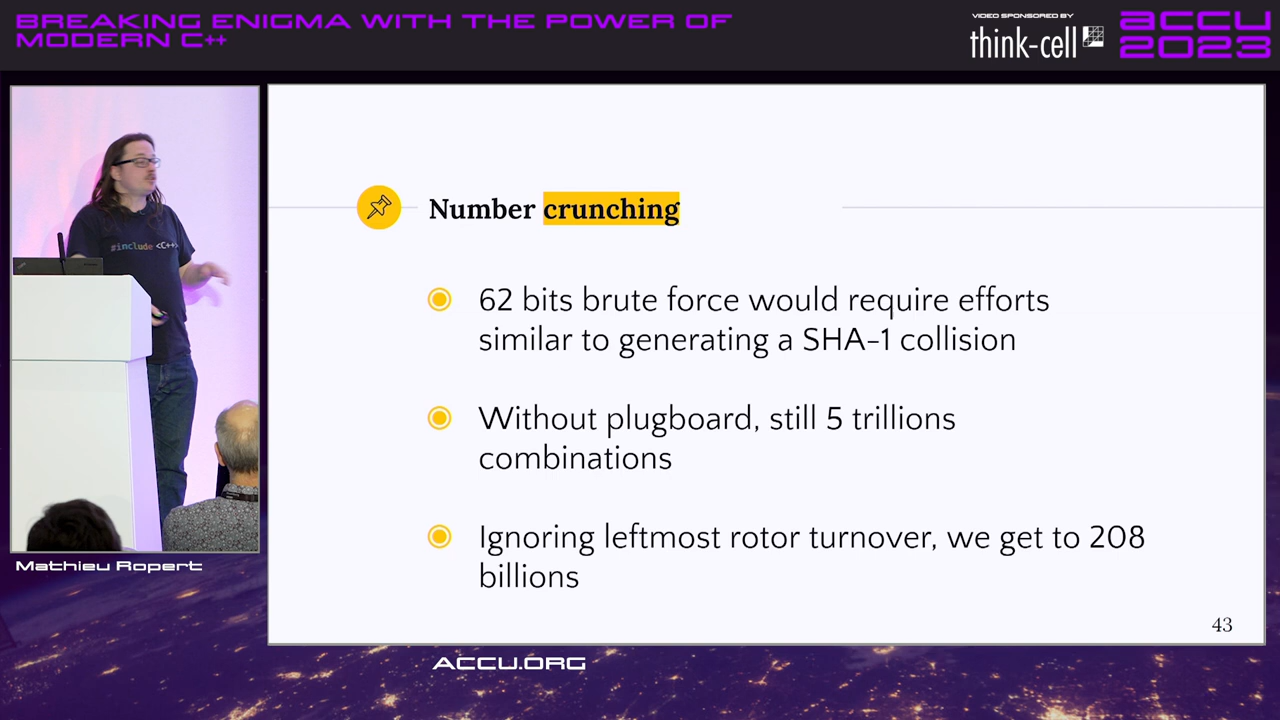 BREAKING ENIGMA WITH THE POWER OF
MODERN C++
VIDEO SPONSORED BY
think-cell
ACCU
2023
#include <C++>
Number crunching
62 bits brute force would require efforts
similar to generating a SHA-1 collision
Without plugboard, still 5 trillions
combinations
Ignoring leftmost rotor turnover, we get to 208
billions
43
Mathieu Ropert
ACCU.ORG